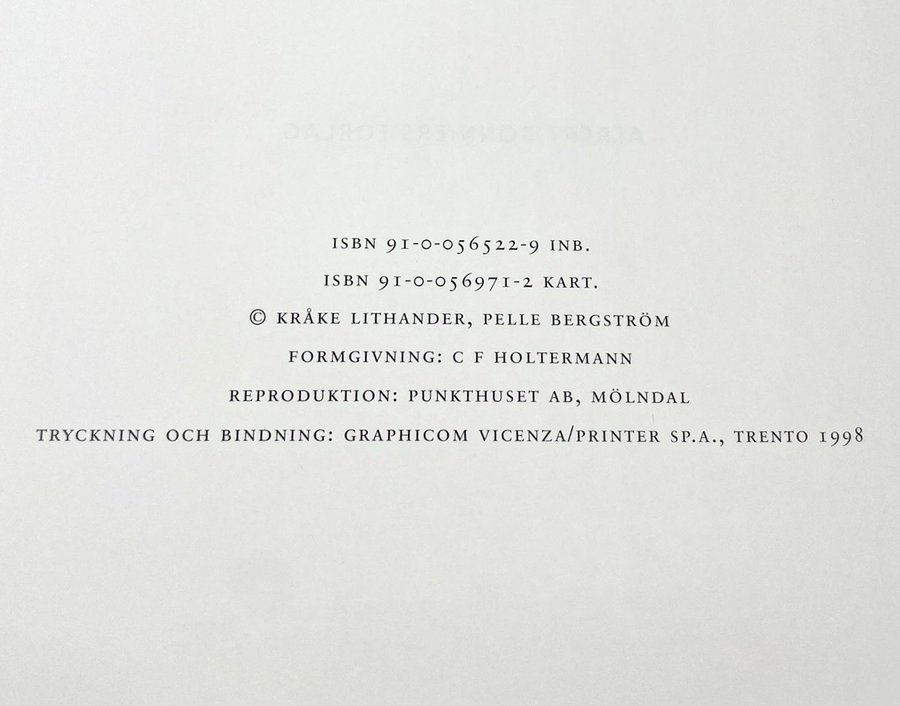 ISBN 91-0-056522-9 INB.
ISBN 91-0-056971-2 KART.
© KRÅKE LITHANDER, PELLE BERGSTRÖM
FORMGIVNING: C F HOLTERMANN
REPRODUKTION: PUNKTHUSET AB, MÖLNDAL
TRYCKNING OCH BINDNING: GRAPHICOM VICENZA/PRINTER SP.A., TRENTO 1998